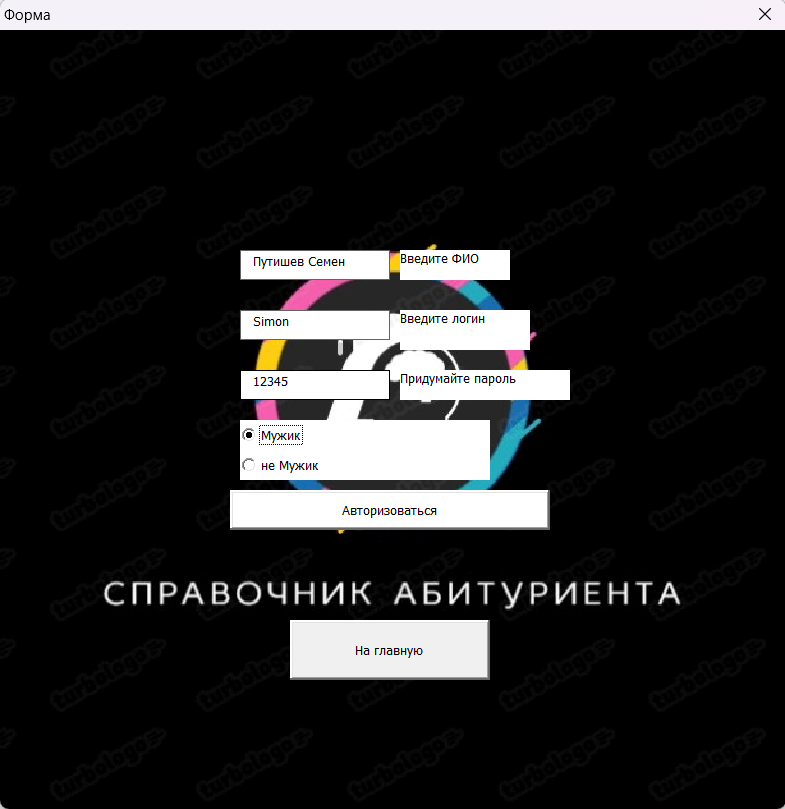 Форма
Путишев Семен Введите ФИО
Simon Введите логин
12345 Придумайте пароль
Мужик
не Мужик
Авторизоваться
СПРАВОЧНИК АБИТУРИЕНТА
На главную
turbologo